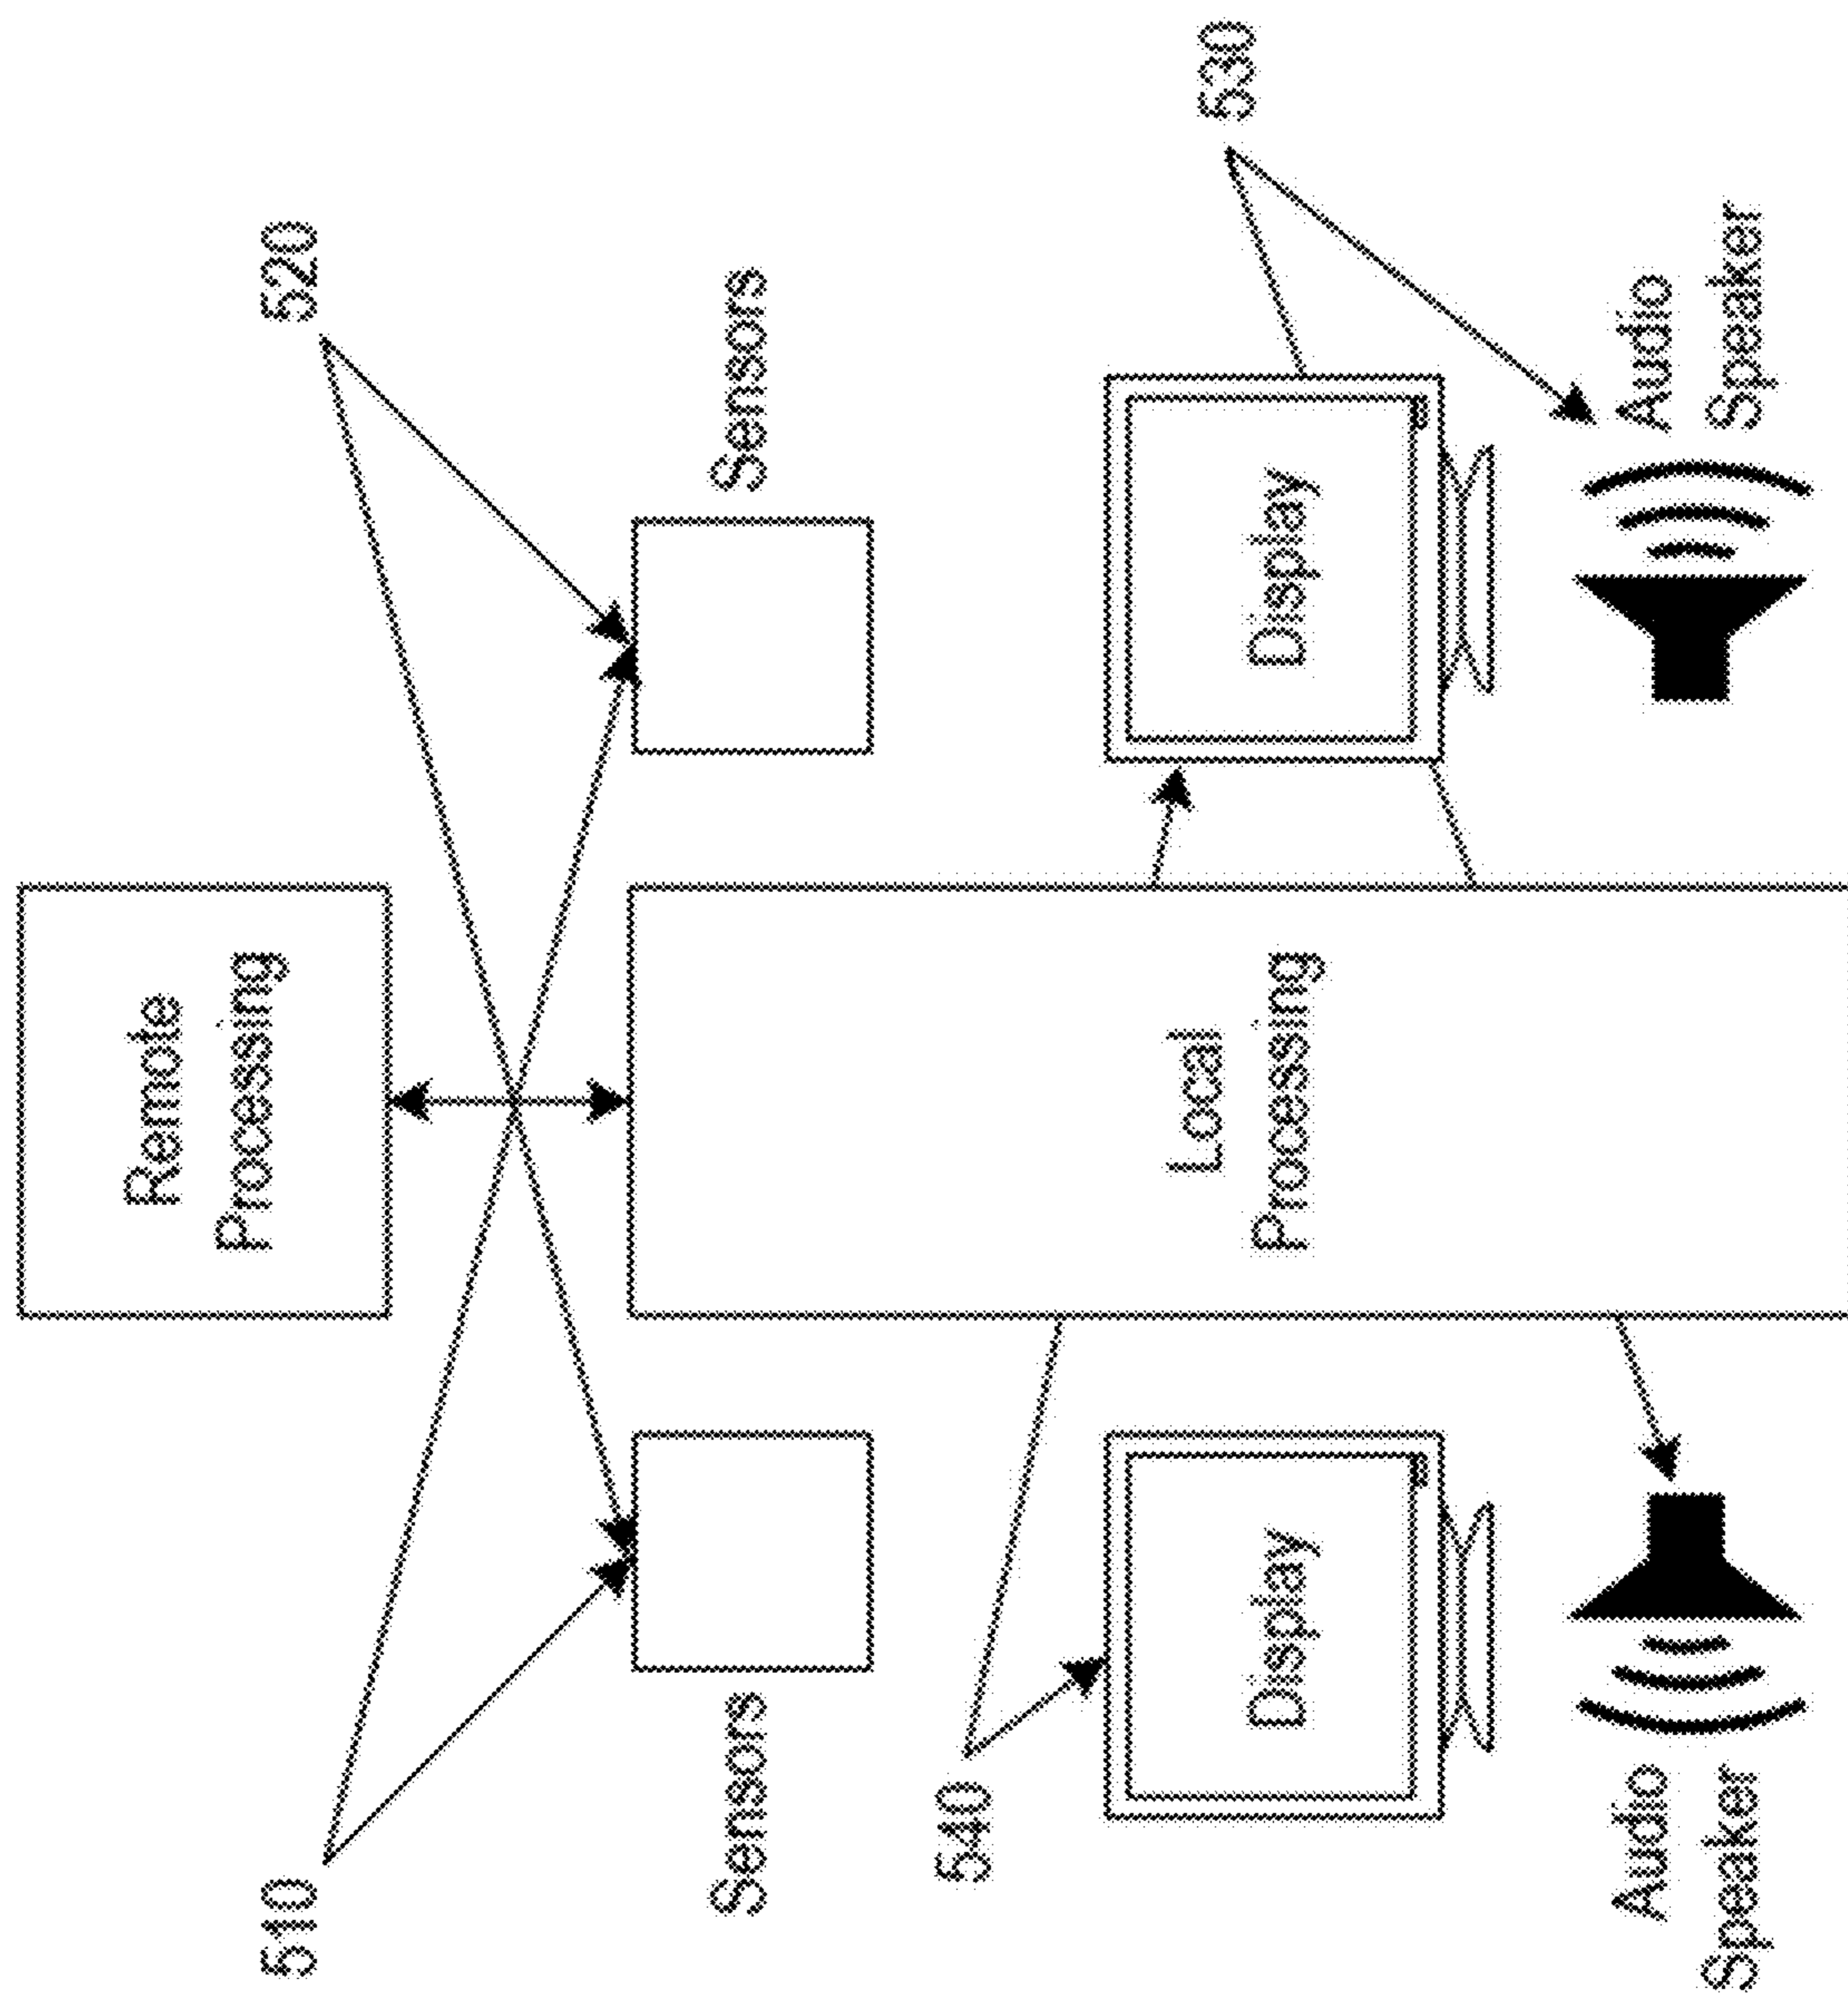 510
520
Remote
Processing
Sensors
Sensors
540
530
Display
Local
Processing
Display
Audio
Speaker
Audio
Speaker